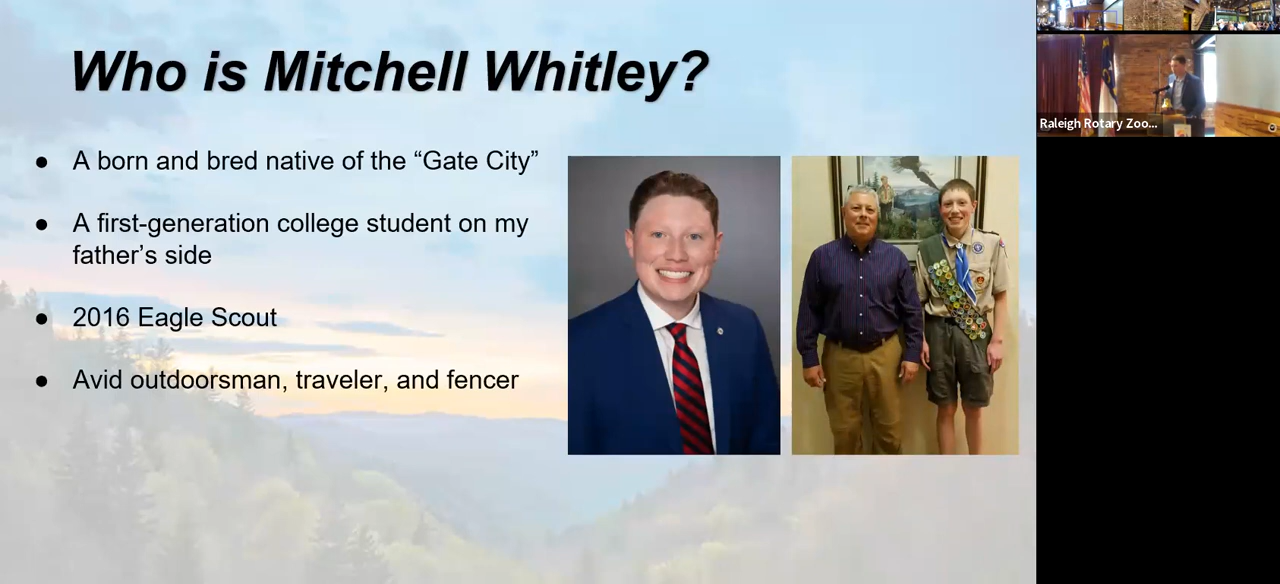 Who is Mitchell Whitley?
● A born and bred native of the “Gate City”
● A first-generation college student on my
father’s side
● 2016 Eagle Scout
● Avid outdoorsman, traveler, and fencer
Raleigh Rotary Zoo...